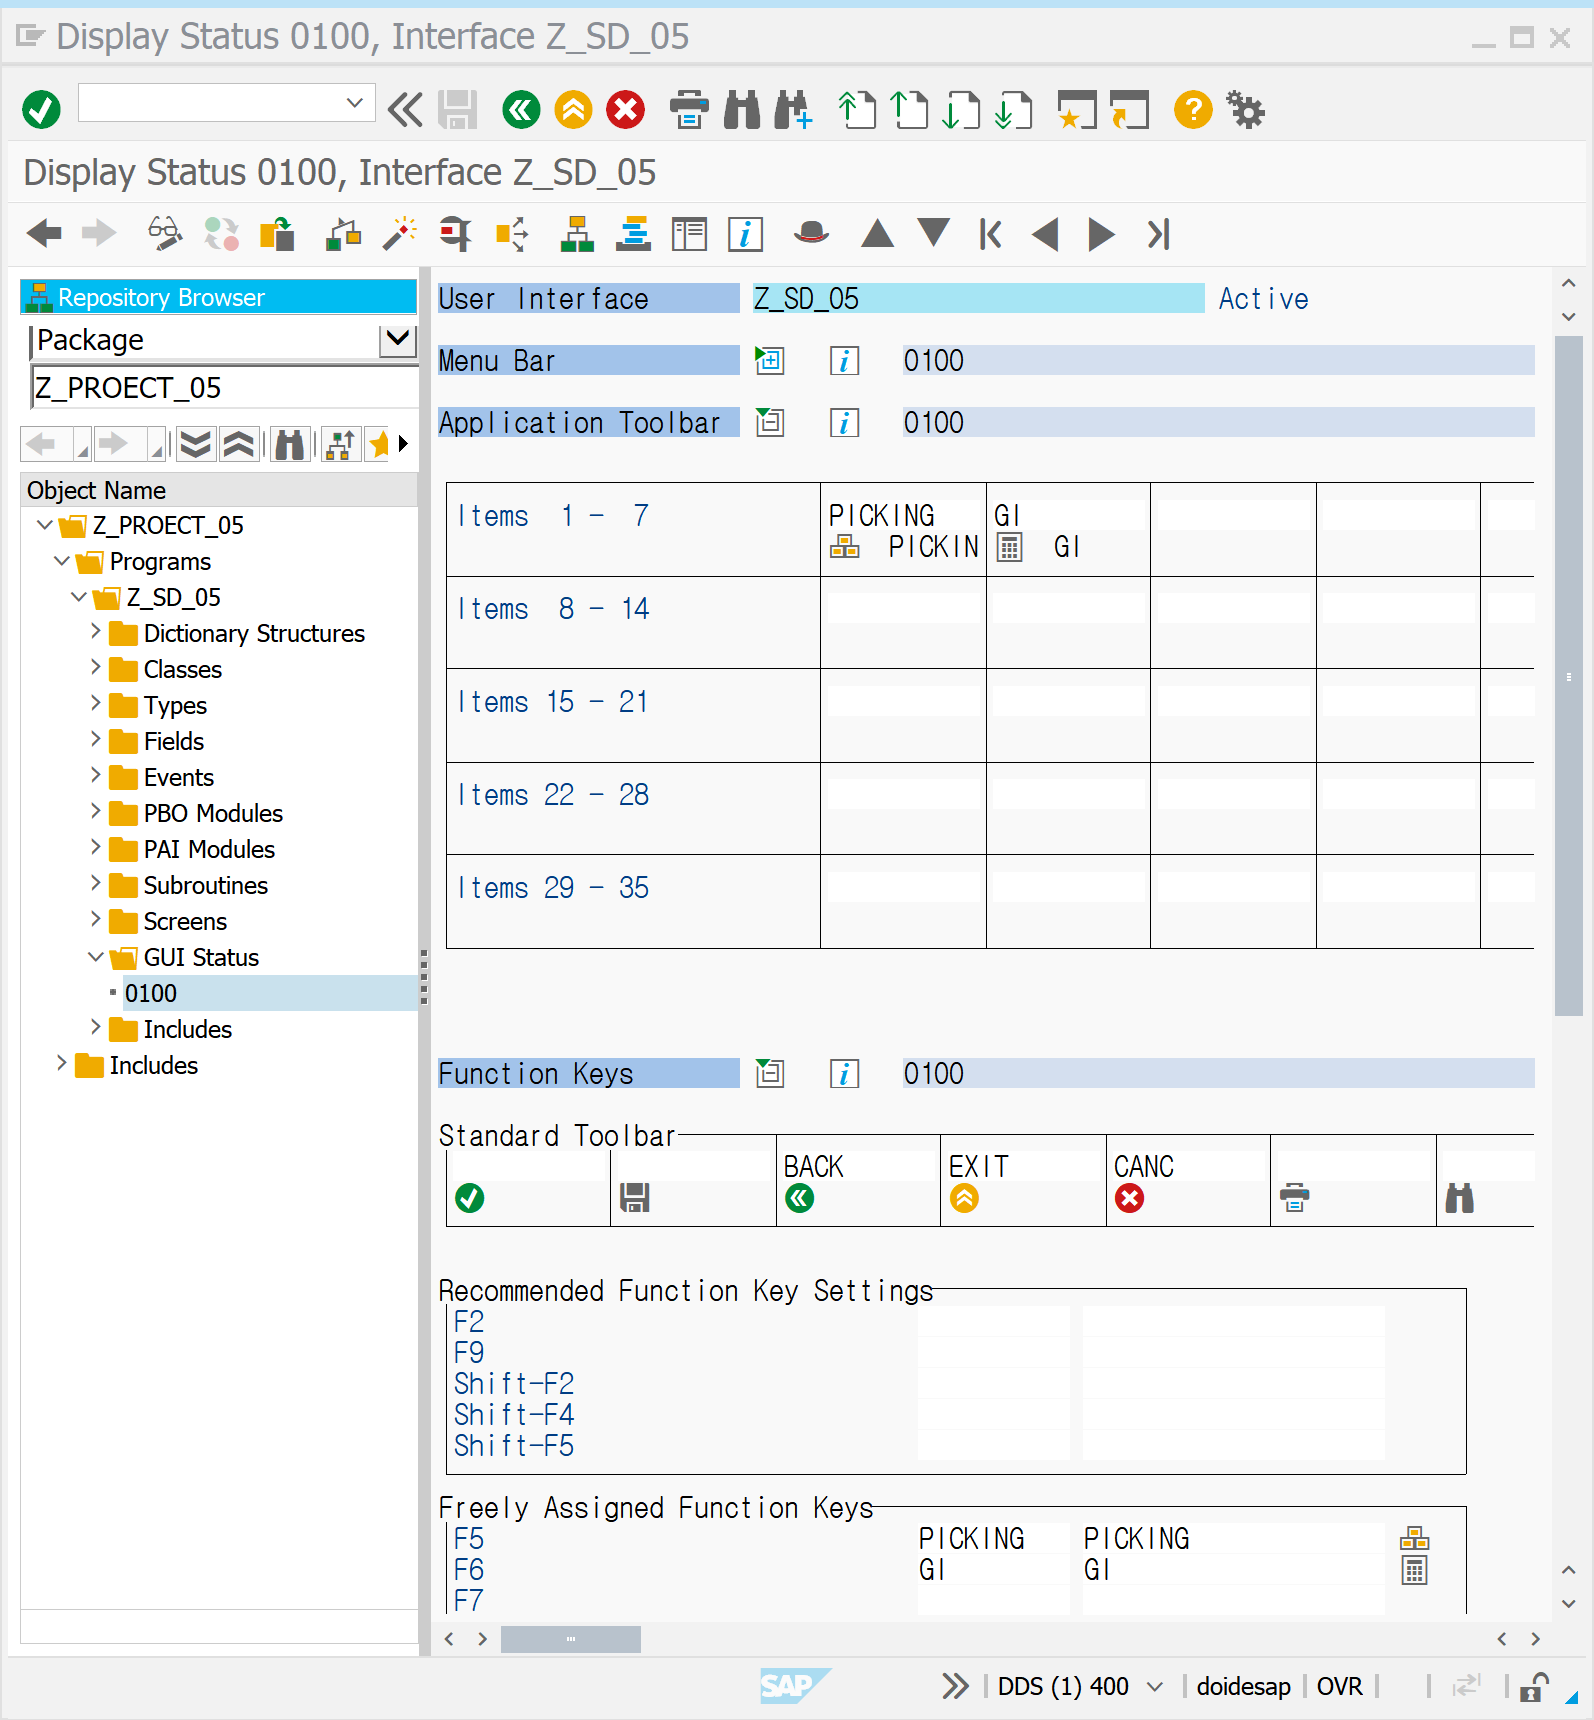 Display Status 0100, Interface Z_SD_05
Display Status 0100, Interface Z_SD_05
Repository Browser
Package
Z_PROECT_05
Object Name
Z_PROECT_05
Programs
Z_SD_05
Dictionary Structures
Classes
Types
Fields
Events
PBO Modules
PAI Modules
Subroutines
Screens
GUI Status
0100
Includes
Includes
User Interface Z_SD_05 Active
Menu Bar 0100
Application Toolbar 0100
Items 1 - 7 PICKING GI
PICKIN GI
Items 8 - 14
Items 15 - 21
Items 22 - 28
Items 29 - 35
Function Keys 0100
Standard Toolbar
BACK EXIT CANC
Recommended Function Key Settings
F2
F9
Shift-F2
Shift-F4
Shift-F5
Freely Assigned Function Keys
F5 PICKING PICKING
F6 GI GI
F7
SAP DDS (1) 400 doidesap OVR